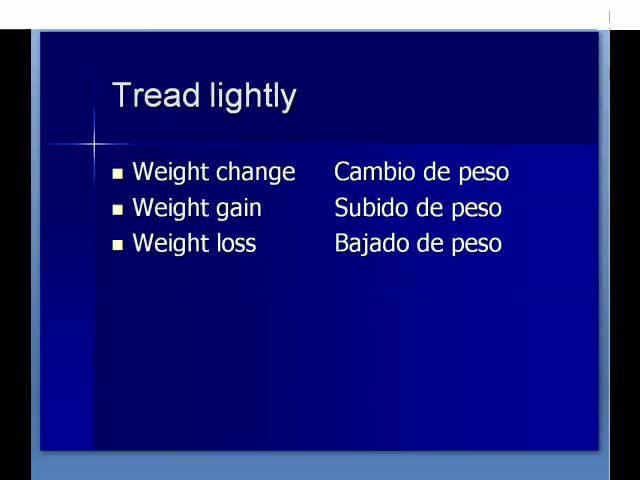 Tread lightly
Weight change Cambio de peso
Weight gain Subido de peso
Weight loss Bajado de peso